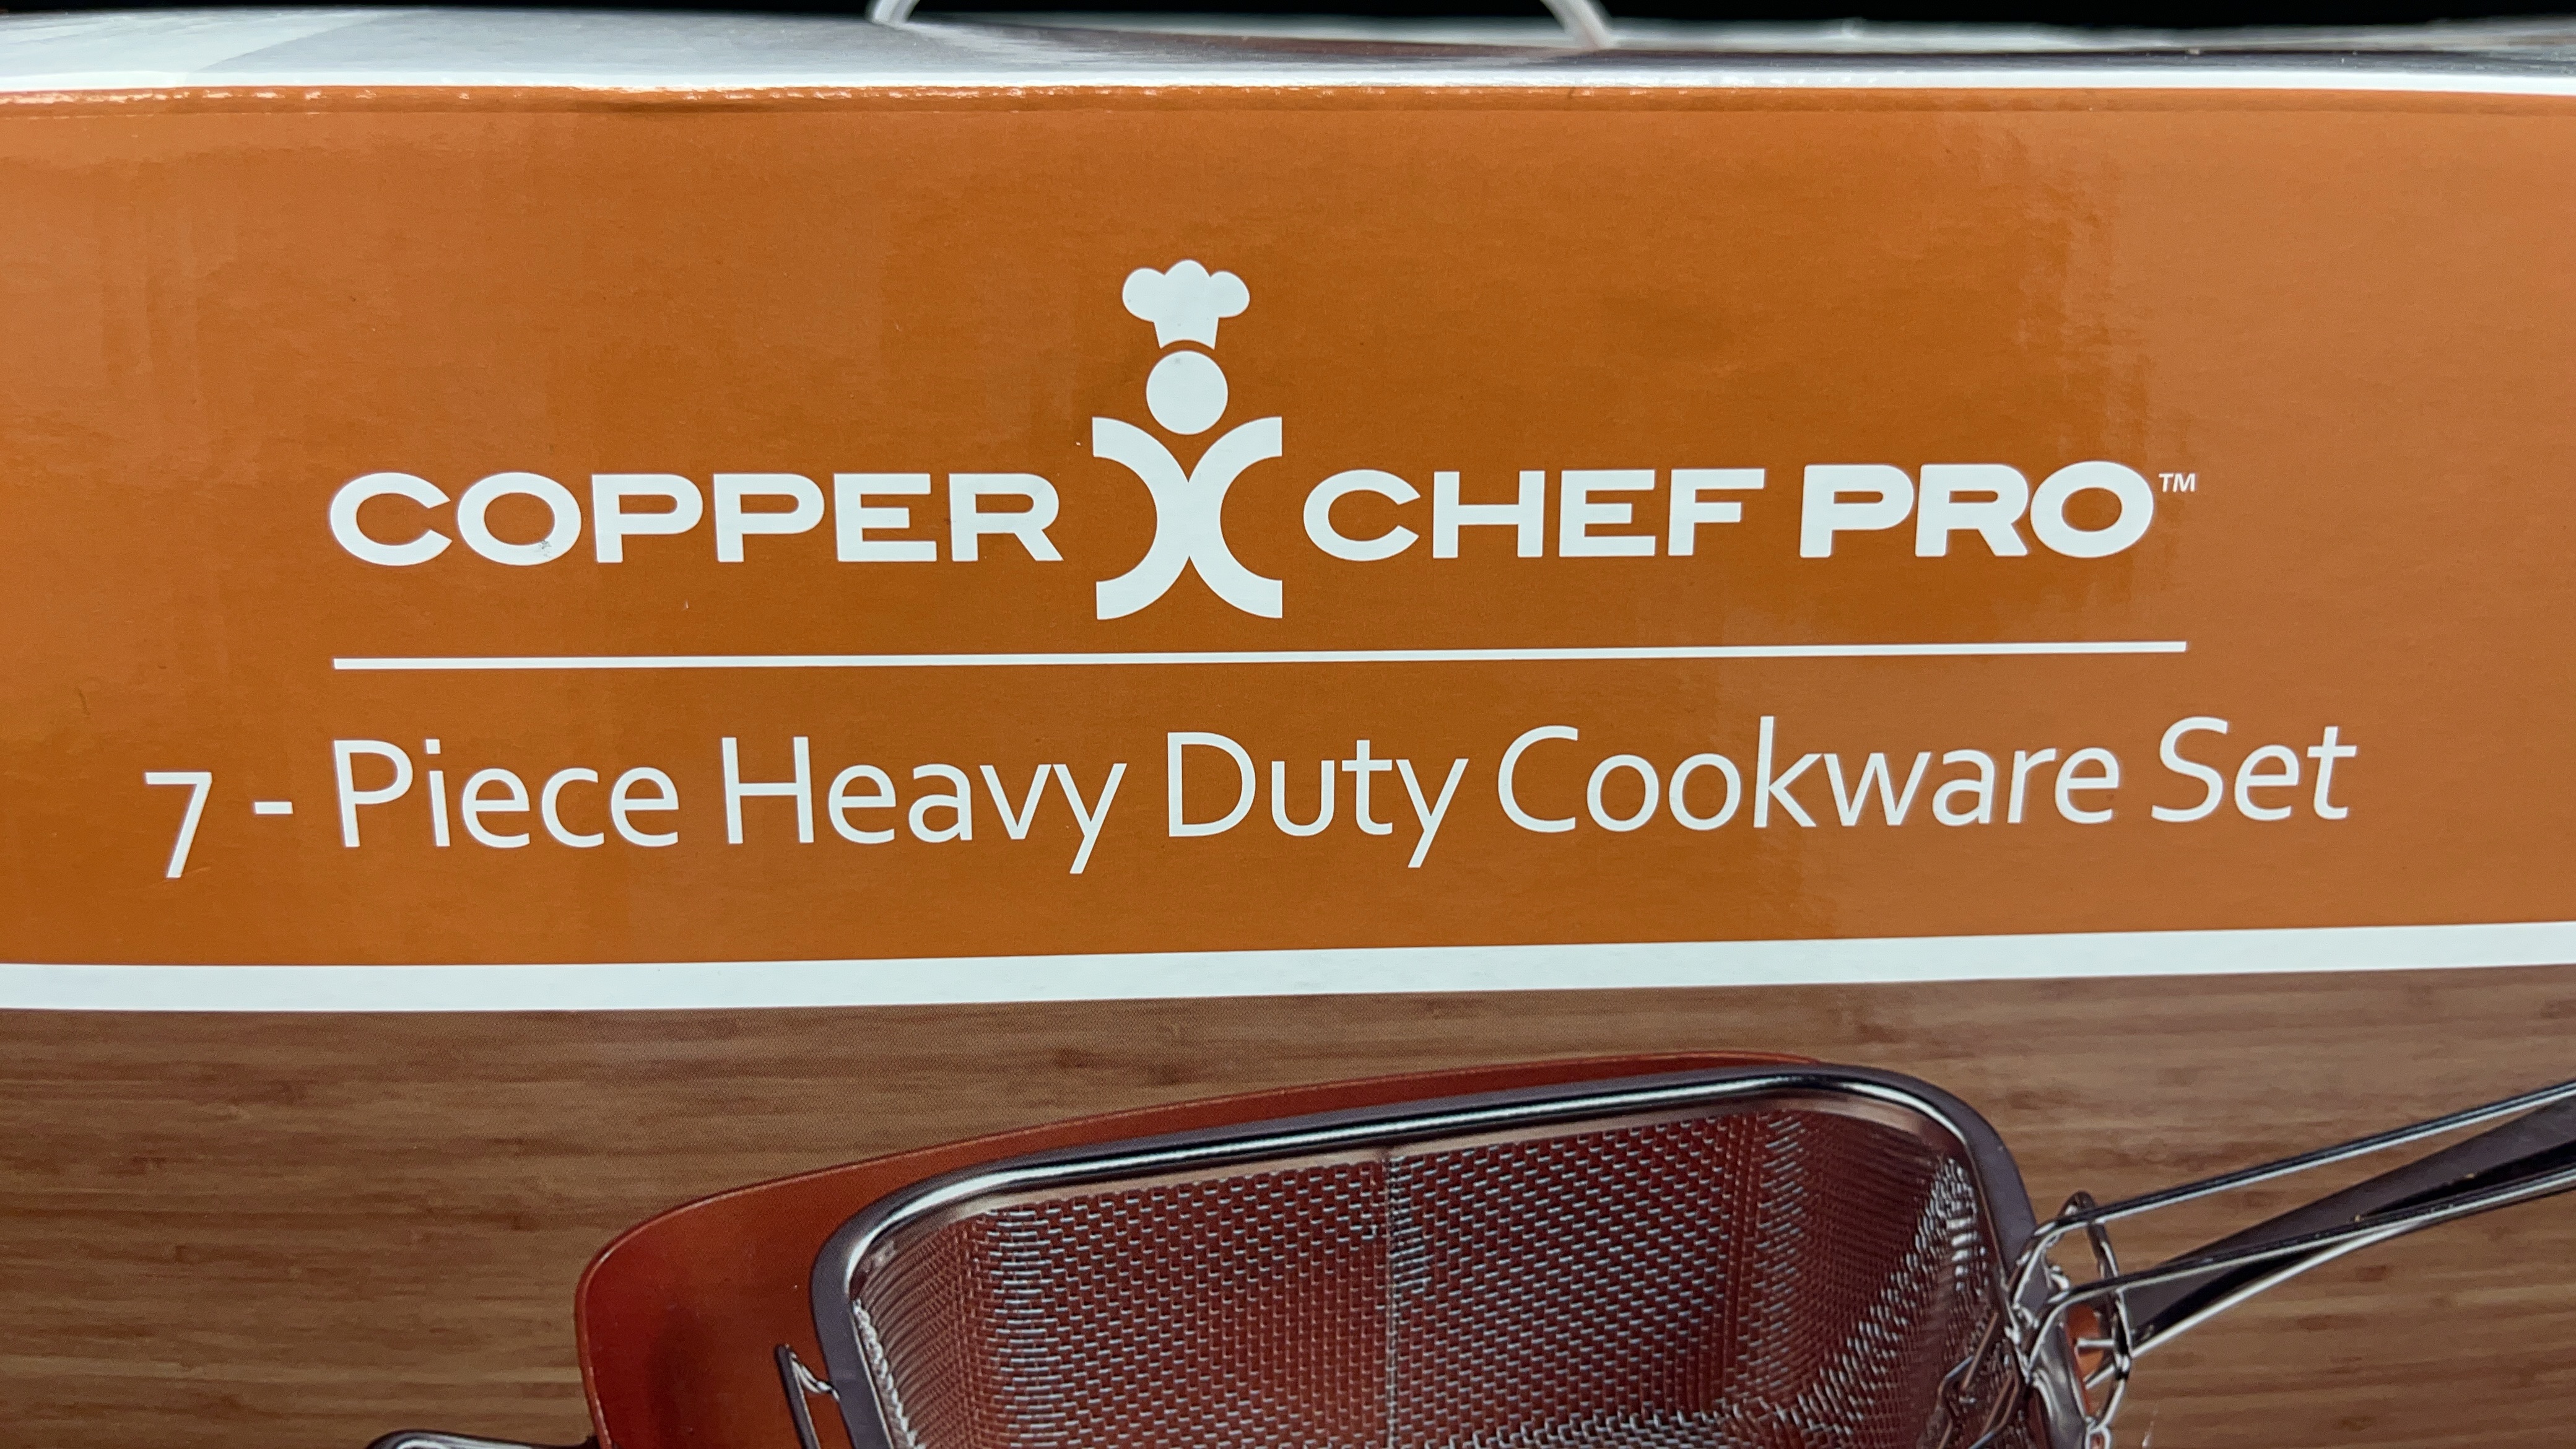 COPPER CHEF PRO™
7 - Piece Heavy Duty Cookware Set